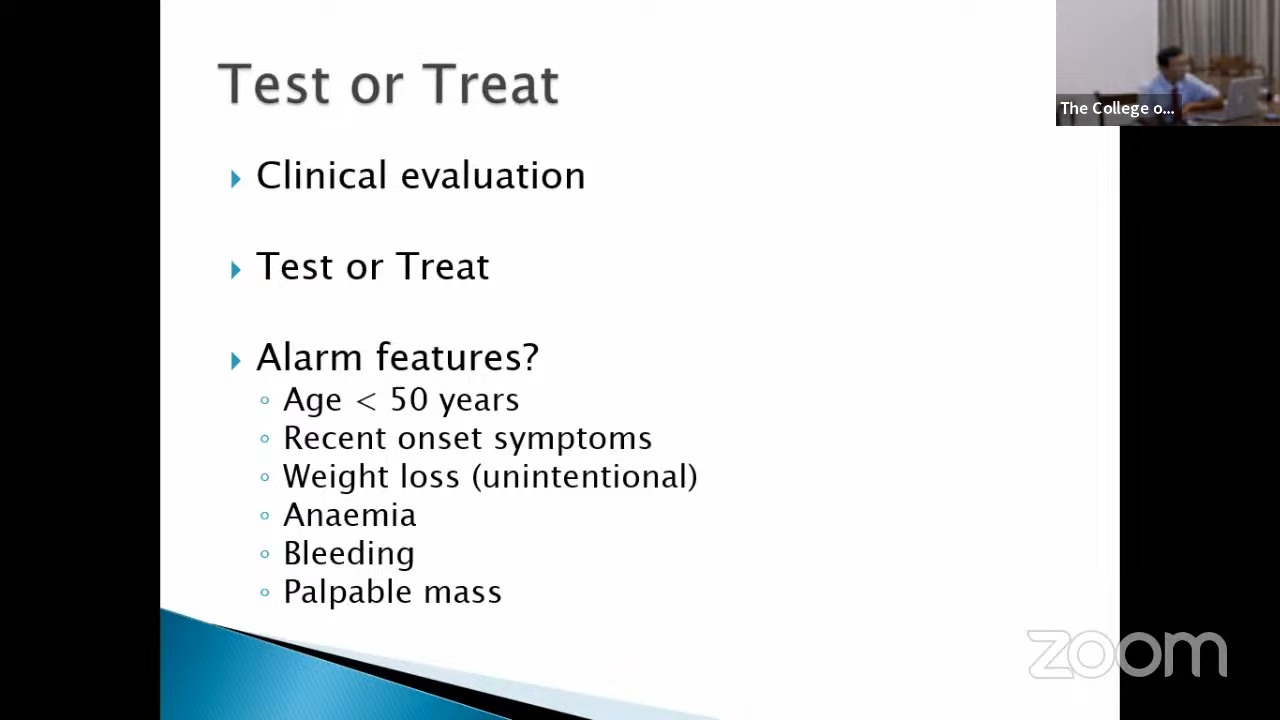 Test or Treat
The College o...
Clinical evaluation
Test or Treat
Alarm features?
Age < 50 years
Recent onset symptoms
Weight loss (unintentional)
Anaemia
Bleeding
Palpable mass
zoom